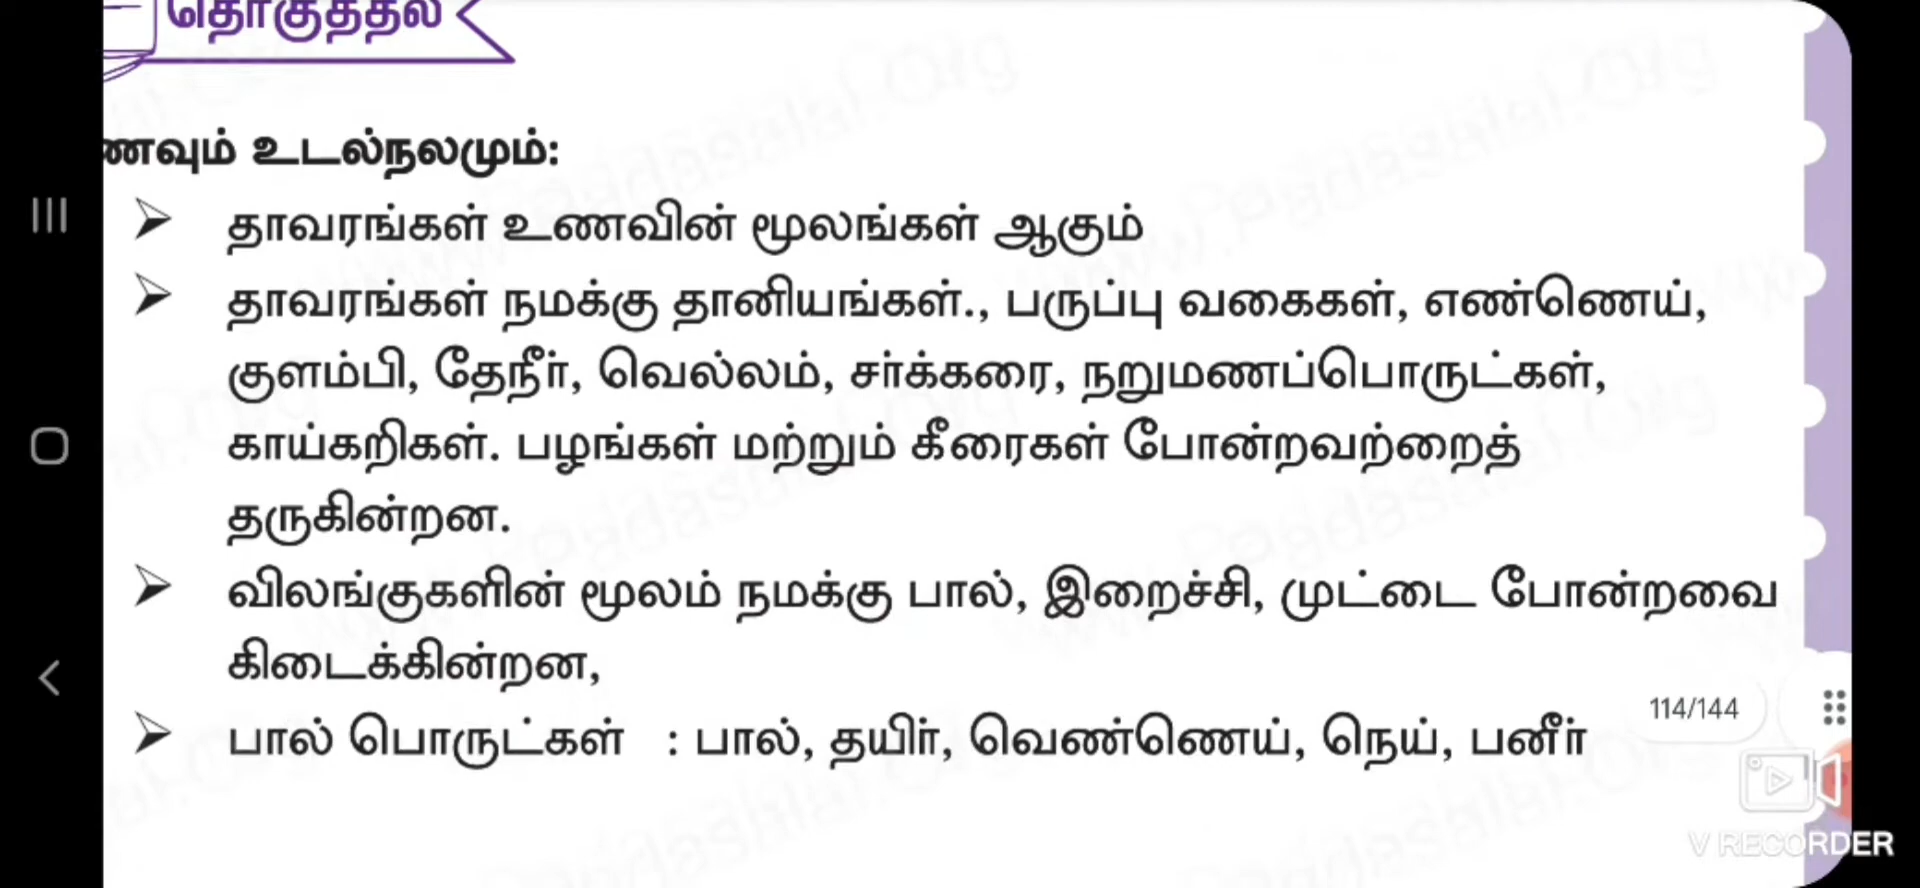 தொகுத்தல்
ணவும் உடல்நலமும்:
➢ தாவரங்கள் உணவின் மூலங்கள் ஆகும்
➢ தாவரங்கள் நமக்கு தானியங்கள்., பருப்பு வகைகள், எண்ணெய்,
குளம்பி, தேநீர், வெல்லம், சர்க்கரை, நறுமணப்பொருட்கள்,
காய்கறிகள். பழங்கள் மற்றும் கீரைகள் போன்றவற்றைத்
தருகின்றன.
➢ விலங்குகளின் மூலம் நமக்கு பால், இறைச்சி, முட்டை போன்றவை
கிடைக்கின்றன,
➢ பால் பொருட்கள் : பால், தயிர், வெண்ணெய், நெய், பனீர்
114/144
V RECORDER